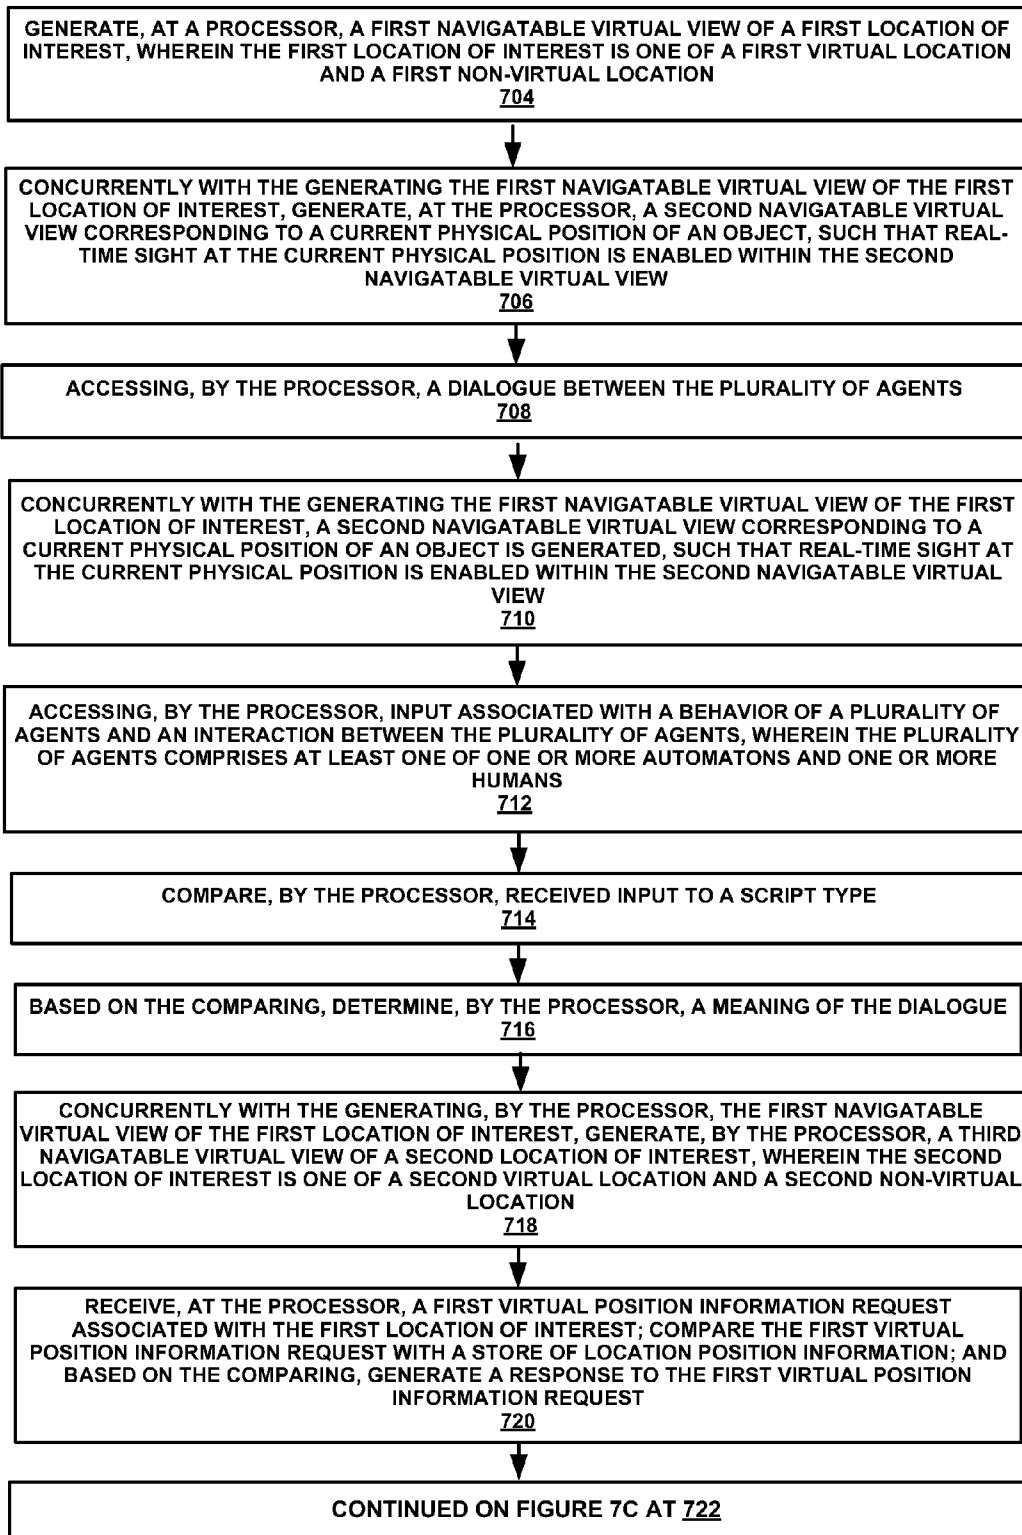 GENERATE, AT A PROCESSOR, A FIRST NAVIGATABLE VIRTUAL VIEW OF A FIRST LOCATION OF
INTEREST, WHEREIN THE FIRST LOCATION OF INTEREST IS ONE OF A FIRST VIRTUAL LOCATION
AND A FIRST NON-VIRTUAL LOCATION
704
CONCURRENTLY WITH THE GENERATING THE FIRST NAVIGATABLE VIRTUAL VIEW OF THE FIRST
LOCATION OF INTEREST, GENERATE, AT THE PROCESSOR, A SECOND NAVIGATABLE VIRTUAL
VIEW CORRESPONDING TO A CURRENT PHYSICAL POSITION OF AN OBJECT, SUCH THAT REAL-
TIME SIGHT AT THE CURRENT PHYSICAL POSITION IS ENABLED WITHIN THE SECOND
NAVIGATABLE VIRTUAL VIEW
706
ACCESSING, BY THE PROCESSOR, A DIALOGUE BETWEEN THE PLURALITY OF AGENTS
708
CONCURRENTLY WITH THE GENERATING THE FIRST NAVIGATABLE VIRTUAL VIEW OF THE FIRST
LOCATION OF INTEREST, A SECOND NAVIGATABLE VIRTUAL VIEW CORRESPONDING TO A
CURRENT PHYSICAL POSITION OF AN OBJECT IS GENERATED, SUCH THAT REAL-TIME SIGHT AT
THE CURRENT PHYSICAL POSITION IS ENABLED WITHIN THE SECOND NAVIGATABLE VIRTUAL
VIEW
710
ACCESSING, BY THE PROCESSOR, INPUT ASSOCIATED WITH A BEHAVIOR OF A PLURALITY OF
AGENTS AND AN INTERACTION BETWEEN THE PLURALITY OF AGENTS, WHEREIN THE PLURALITY
OF AGENTS COMPRISES AT LEAST ONE OF ONE OR MORE AUTOMATONS AND ONE OR MORE
HUMANS
712
COMPARE, BY THE PROCESSOR, RECEIVED INPUT TO A SCRIPT TYPE
714
BASED ON THE COMPARING, DETERMINE, BY THE PROCESSOR, A MEANING OF THE DIALOGUE
716
CONCURRENTLY WITH THE GENERATING, BY THE PROCESSOR, THE FIRST NAVIGATABLE
VIRTUAL VIEW OF THE FIRST LOCATION OF INTEREST, GENERATE, BY THE PROCESSOR, A THIRD
NAVIGATABLE VIRTUAL VIEW OF A SECOND LOCATION OF INTEREST, WHEREIN THE SECOND
LOCATION OF INTEREST IS ONE OF A SECOND VIRTUAL LOCATION AND A SECOND NON-VIRTUAL
LOCATION
718
RECEIVE, AT THE PROCESSOR, A FIRST VIRTUAL POSITION INFORMATION REQUEST
ASSOCIATED WITH THE FIRST LOCATION OF INTEREST; COMPARE THE FIRST VIRTUAL
POSITION INFORMATION REQUEST WITH A STORE OF LOCATION POSITION INFORMATION; AND
BASED ON THE COMPARING, GENERATE A RESPONSE TO THE FIRST VIRTUAL POSITION
INFORMATION REQUEST
720
CONTINUED ON FIGURE 7C AT 722